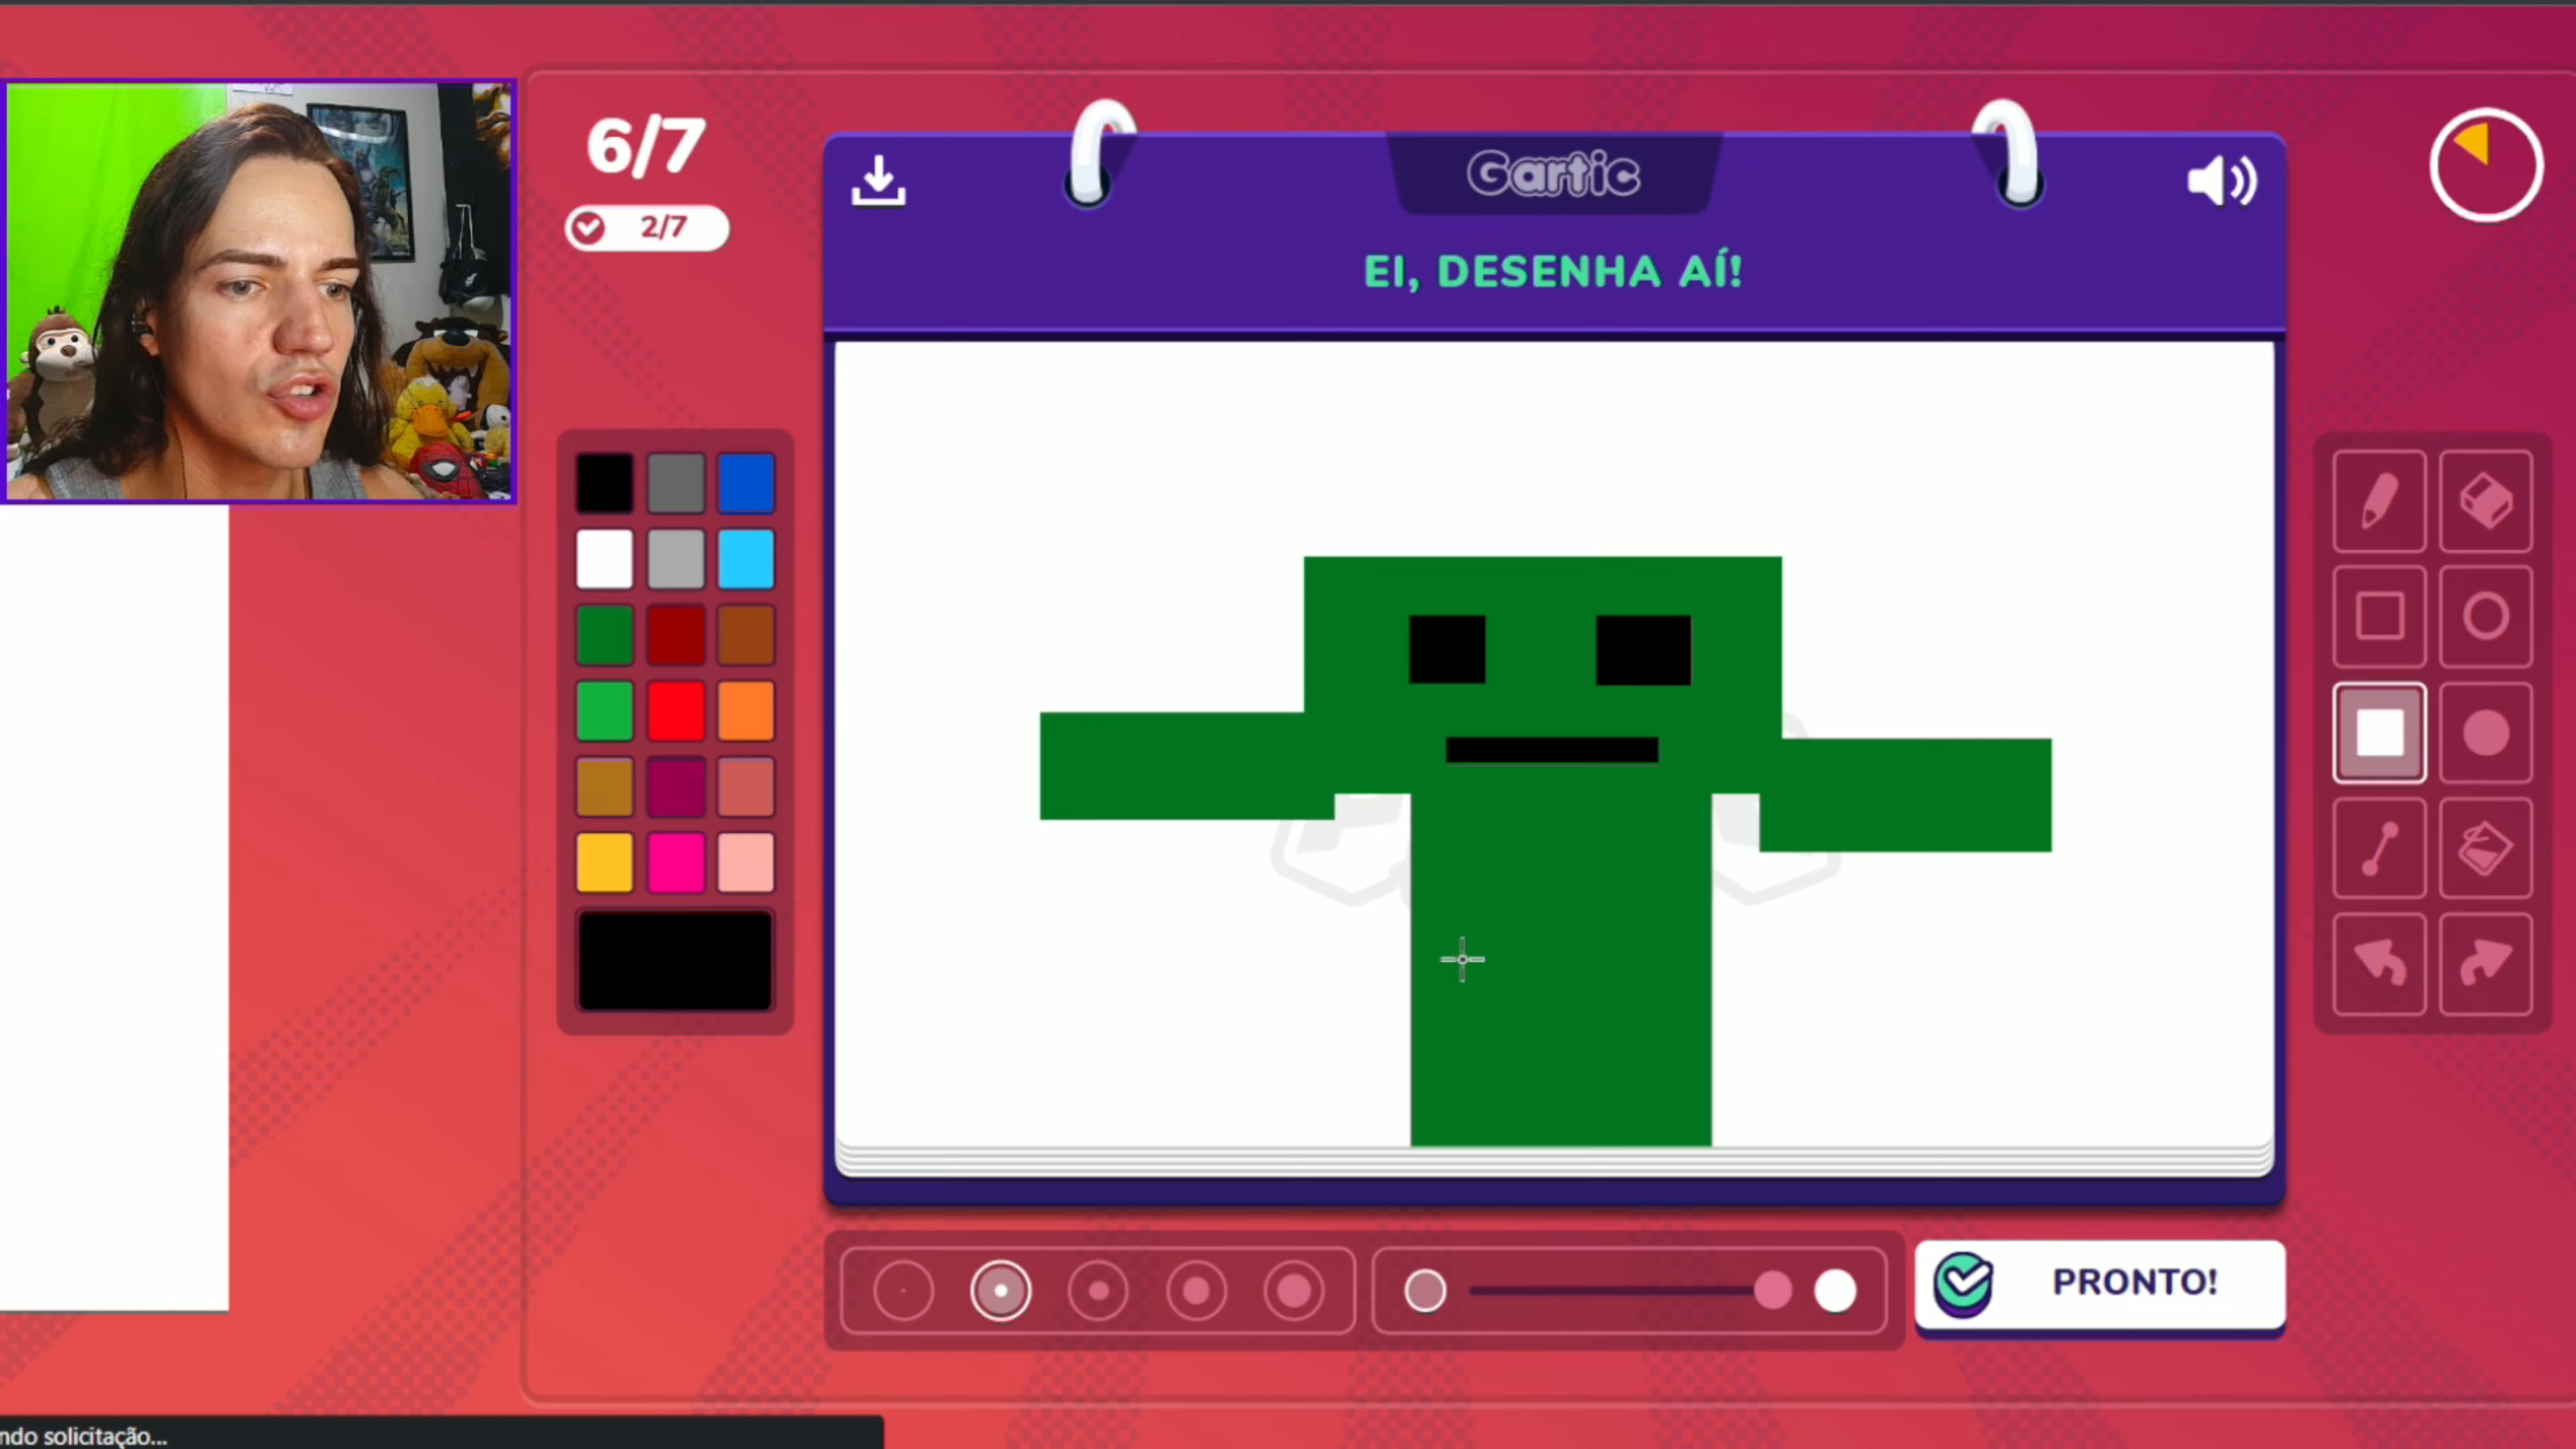 6/7
2/7
Gartic
EI, DESENHA AÍ!
PRONTO!
ndo solicitação...